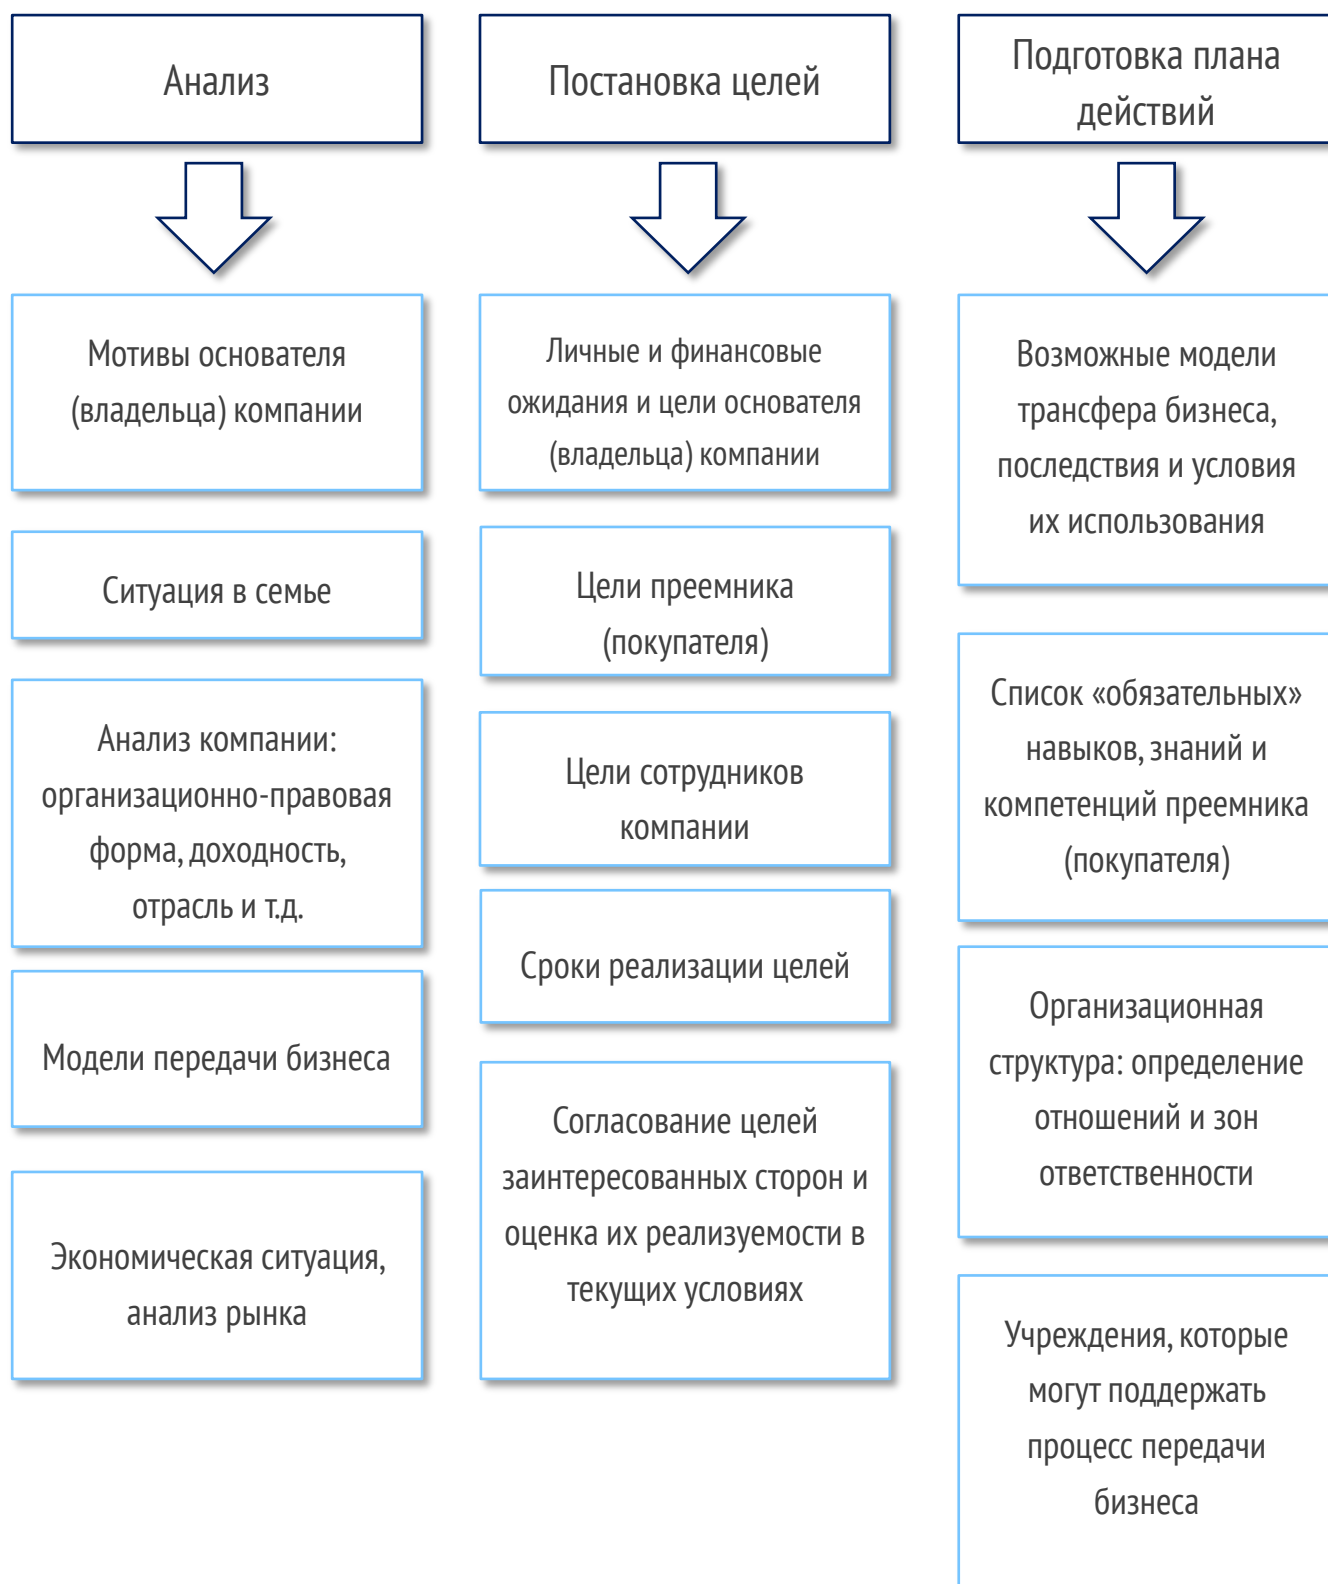 Анализ
Мотивы основателя
(владельца) компании
Ситуация в семье
Анализ компании:
организационно-правовая
форма, доходность,
отрасль и т.д.
Модели передачи бизнеса
Экономическая ситуация,
анализ рынка
Постановка целей
Личные и финансовые
ожидания и цели основателя
(владельца) компании
Цели преемника
(покупателя)
Цели сотрудников
компании
Сроки реализации целей
Согласование целей
заинтересованных сторон и
оценка их реализуемости в
текущих условиях
Подготовка плана
действий
Возможные модели
трансфера бизнеса,
последствия и условия
их использования
Список «обязательных»
навыков, знаний и
компетенций преемника
(покупателя)
Организационная
структура: определение
отношений и зон
ответственности
Учреждения, которые
могут поддержать
процесс передачи
бизнеса